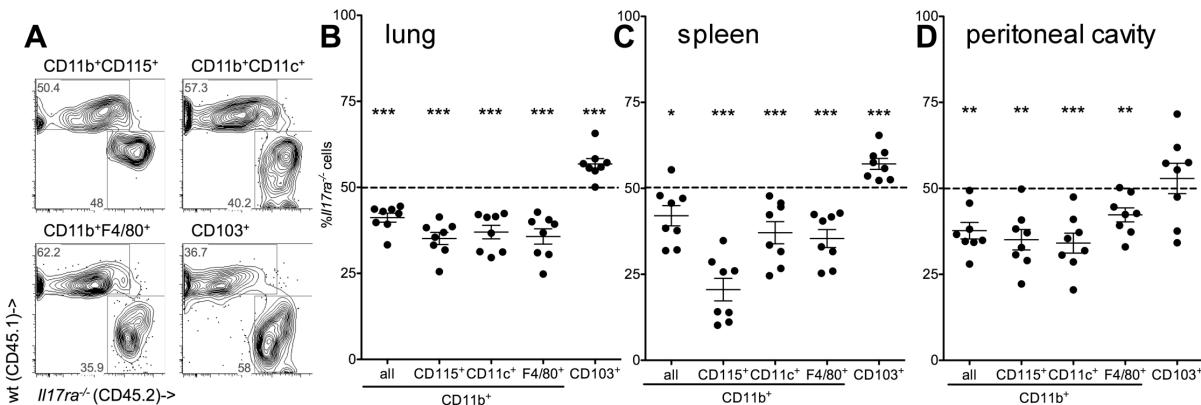 A
CD11b⁺CD115⁺
CD11b⁺CD11c⁺
50.4
48
57.3
40.2
CD11b⁺F4/80⁺
CD103⁺
62.2
35.9
36.7
58
wt (CD45.1)->
Il17ra⁻/⁻ (CD45.2)->
B lung
%Il17ra⁻/⁻ cells
100
75
50
25
0
*** *** *** *** ***
all CD115⁺ CD11c⁺ F4/80⁺ CD103⁺
CD11b⁺
C spleen
100
75
50
25
0
* *** *** *** ***
all CD115⁺ CD11c⁺ F4/80⁺ CD103⁺
CD11b⁺
D peritoneal cavity
100
75
50
25
0
** ** *** **
all CD115⁺ CD11c⁺ F4/80⁺ CD103⁺
CD11b⁺